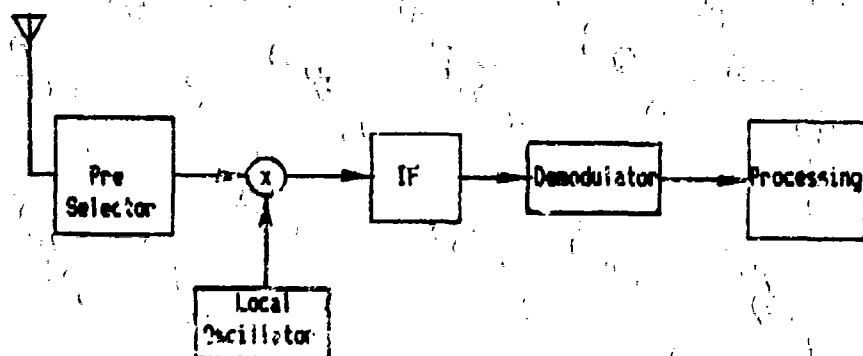 Pre
Selector
x
IF
Demodulator
Processing
Local
Oscillator